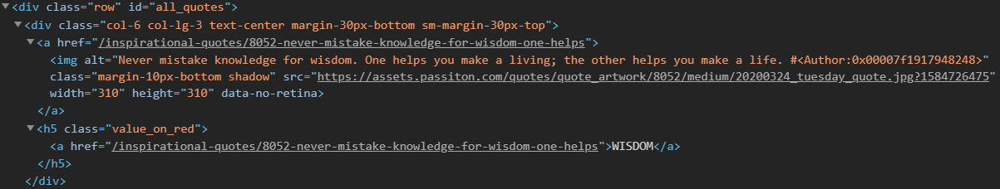 ▼<div class="row" id="all_quotes">
▼<div class="col-6 col-lg-3 text-center margin-30px-bottom sm-margin-30px-top">
▼<a href="/inspirational-quotes/8052-never-mistake-knowledge-for-wisdom-one-helps">
<img alt="Never mistake knowledge for wisdom. One helps you make a living; the other helps you make a life. #<Author:0x00007f1917948248>"
class="margin-10px-bottom shadow" src="https://assets.passiton.com/quotes/quote_artwork/8052/medium/20200324_tuesday_quote.jpg?1584726475"
width="310" height="310" data-no-retina>
</a>
▼<h5 class="value_on_red">
<a href="/inspirational-quotes/8052-never-mistake-knowledge-for-wisdom-one-helps">WISDOM</a>
</h5>
</div>